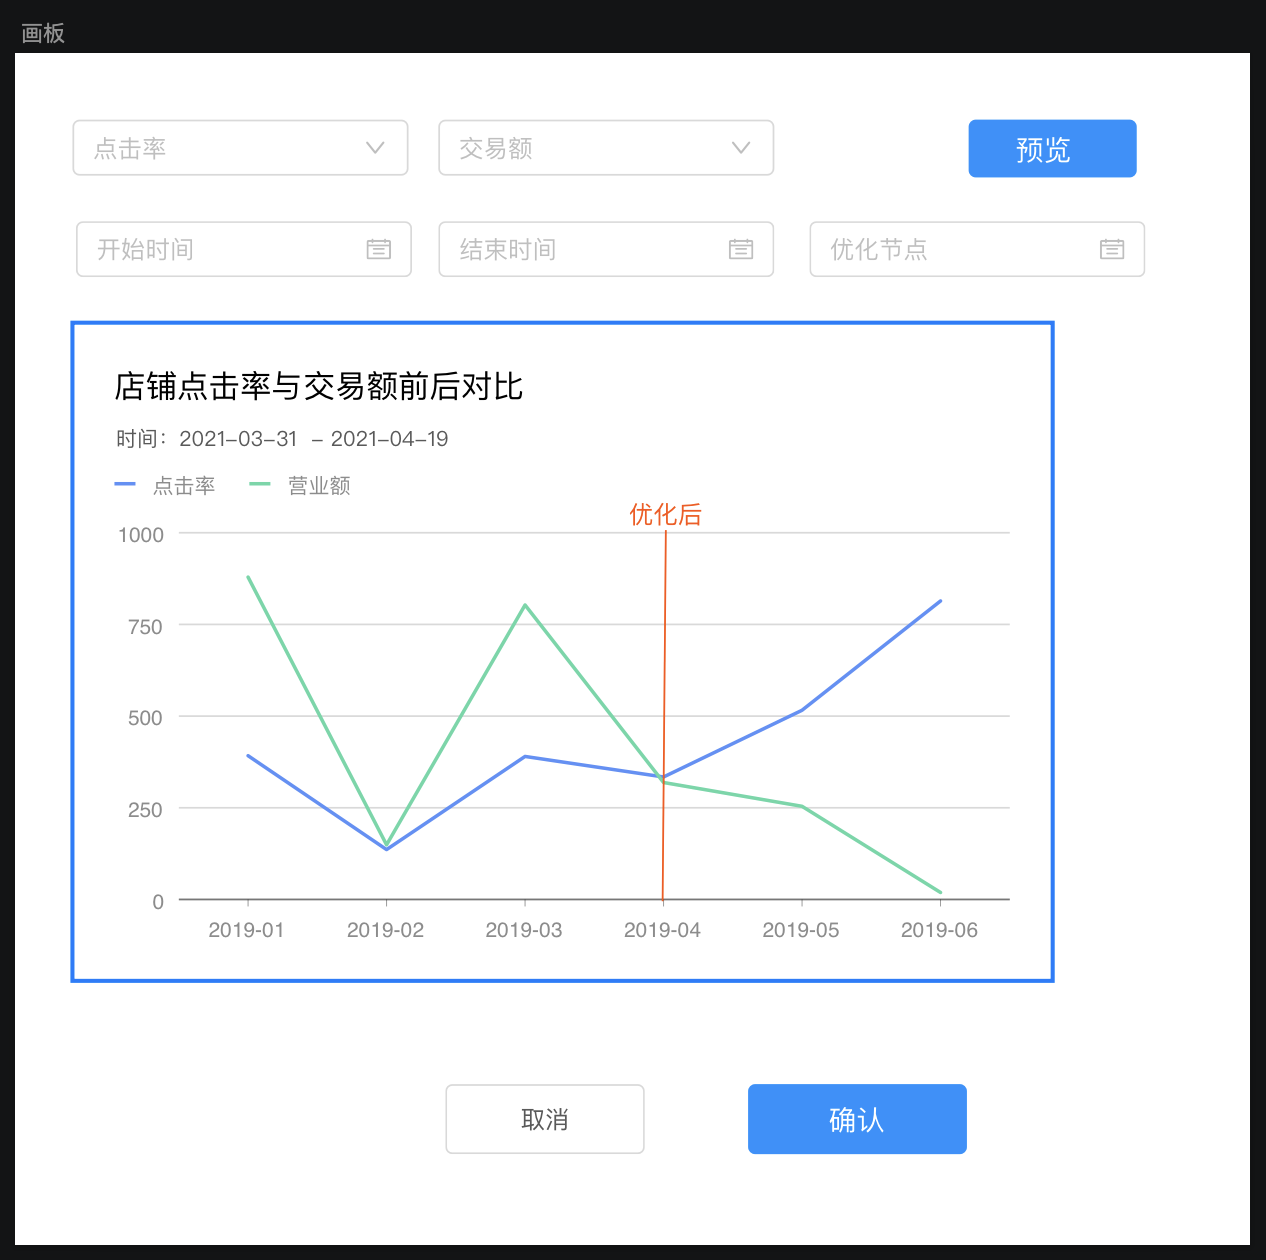 画板
点击率 交易额 预览
开始时间 结束时间 优化节点
店铺点击率与交易额前后对比
时间：2021-03-31 - 2021-04-19
点击率 营业额
优化后
1000
750
500
250
0
2019-01 2019-02 2019-03 2019-04 2019-05 2019-06
取消 确认